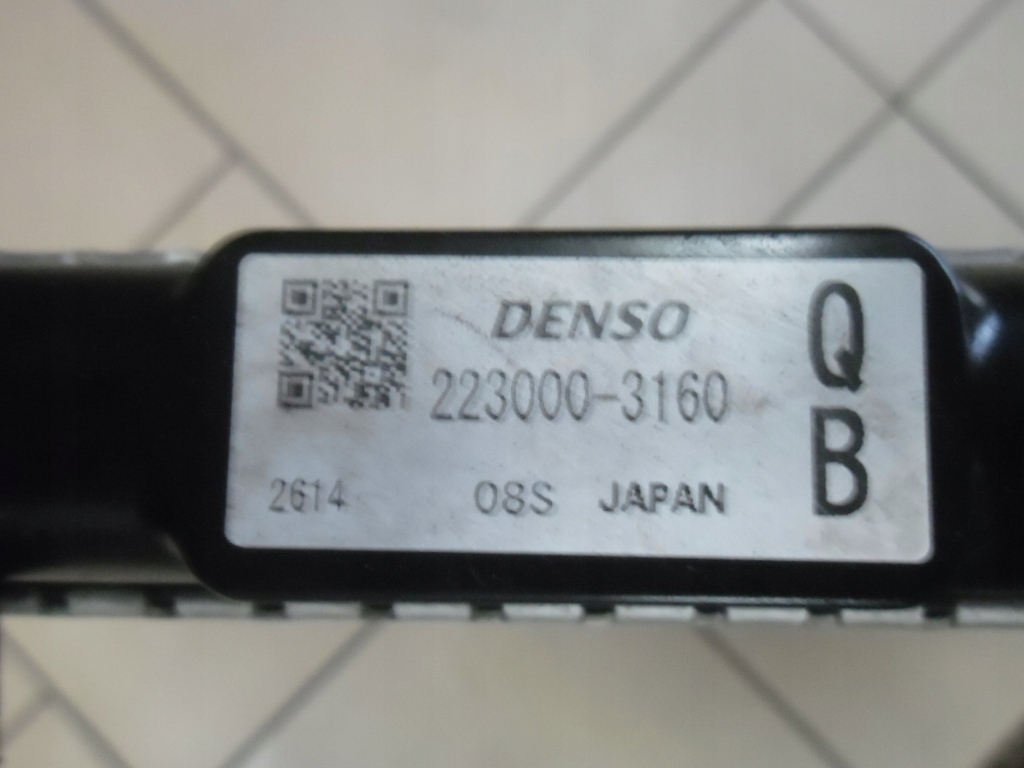 DENSO
223000-3160
2614 08S JAPAN
Q
B